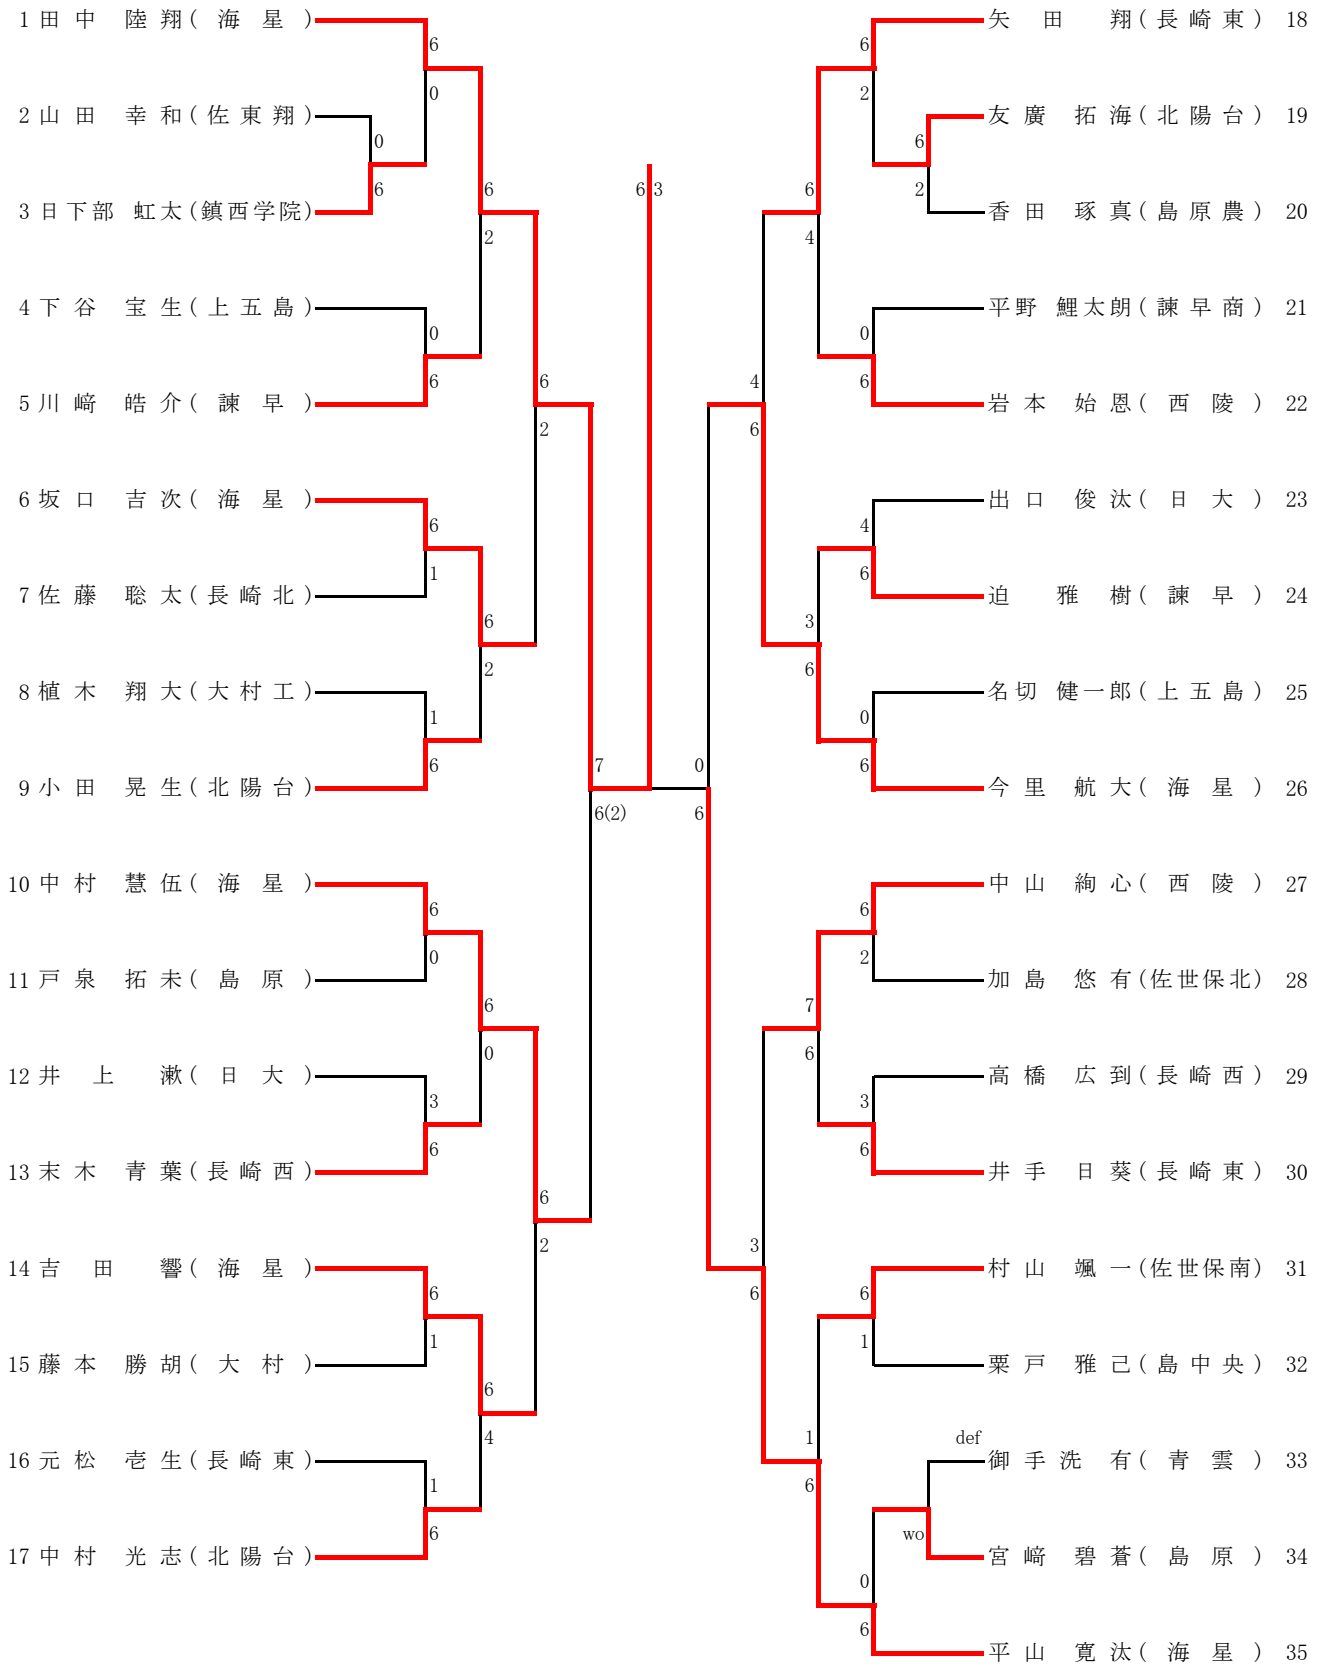 1 田中 陸翔(海星)
6
0
2 山田 幸和(佐東翔)
0
6
3 日下部 虹太(鎮西学院)
6
2
4 下谷 宝生(上五島)
0
6
5 川﨑 皓介(諫早)
6
2
6 坂口 吉次(海星)
6
1
7 佐藤 聡太(長崎北)
6
2
8 植木 翔大(大村工)
1
6
9 小田 晃生(北陽台)
7
6(2)
10 中村 慧伍(海星)
6
0
11 戸泉 拓未(島原)
6
0
12 井上 漱(日大)
3
6
13 末木 青葉(長崎西)
6
2
14 吉田 響(海星)
6
1
15 藤本 勝胡(大村)
6
4
16 元松 壱生(長崎東)
1
6
17 中村 光志(北陽台)
6 3
矢田 翔(長崎東) 18
6
2
友廣 拓海(北陽台) 19
6
2
香田 琢真(島原農) 20
6
4
平野 鯉太朗(諫早商) 21
0
6
岩本 始恩(西陵) 22
4
6
出口 俊汰(日大) 23
4
6
迫 雅樹(諫早) 24
3
6
名切 健一郎(上五島) 25
0
6
今里 航大(海星) 26
0
6
中山 絢心(西陵) 27
6
2
加島 悠有(佐世保北) 28
7
6
高橋 広到(長崎西) 29
3
6
井手 日葵(長崎東) 30
3
6
村山 颯一(佐世保南) 31
6
1
栗戸 雅己(島中央) 32
1
6
def
御手洗 有(青雲) 33
wo
宮﨑 碧蒼(島原) 34
0
6
平山 寛汰(海星) 35